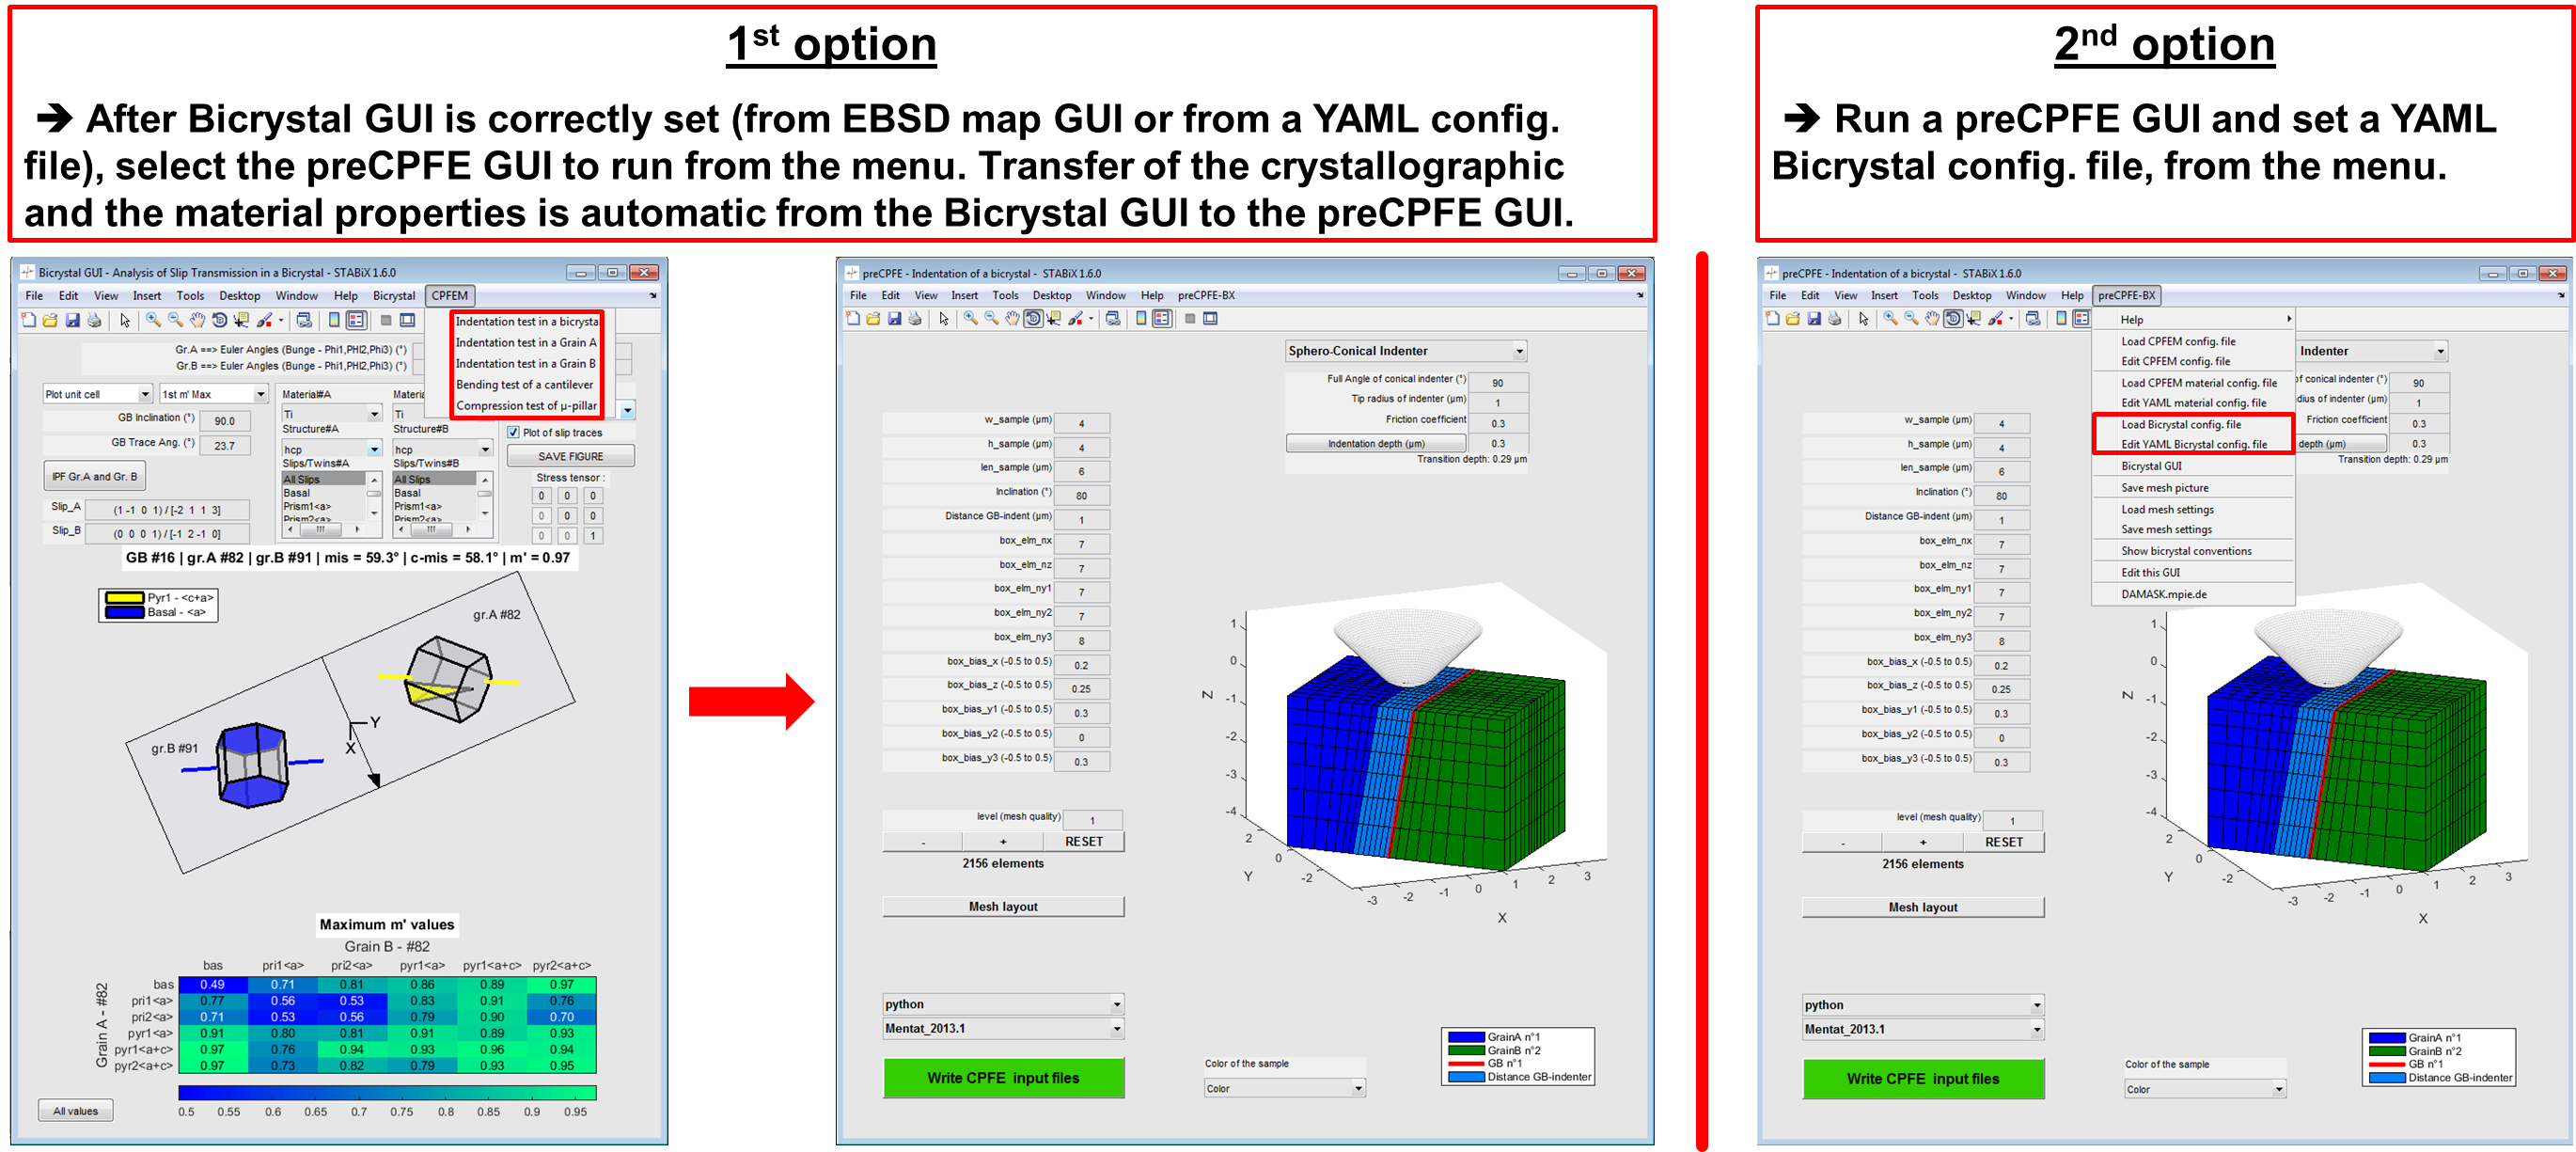 1st option
➔ After Bicrystal GUI is correctly set (from EBSD map GUI or from a YAML config.
file), select the preCPFE GUI to run from the menu. Transfer of the crystallographic
and the material properties is automatic from the Bicrystal GUI to the preCPFE GUI.
2nd option
➔ Run a preCPFE GUI and set a YAML
Bicrystal config. file, from the menu.
Bicrystal GUI - Analysis of Slip Transmission in a Bicrystal - STABiX 1.6.0
File Edit View Insert Tools Desktop Window Help Bicrystal CPFEM
Indentation test in a bicrysta
Indentation test in a Grain A
Indentation test in a Grain B
Bending test of a cantilever
Compression test of µ-pillar
Gr.A ==> Euler Angles (Bunge - Phi1,PHI2,Phi3) (°)
Gr.B ==> Euler Angles (Bunge - Phi1,PHI2,Phi3) (°)
Plot unit cell 1st m' Max
GB Inclination (°) 90.0
GB Trace Ang. (°) 23.7
IPF Gr.A and Gr. B
Slip_A (1 -1 0 1) / [-2 1 1 3]
Slip_B (0 0 0 1) / [-1 2 -1 0]
Material#A
Ti
Structure#A
hcp
Slips/Twins#A
All Slips
Basal
Prism1<a>
Prism2<a>
Materia
Ti
Structure#B
hcp
Slips/Twins#B
All Slips
Basal
Prism1<a>
Prism2<a>
Plot of slip traces
SAVE FIGURE
Stress tensor :
0 0 0
0 0 0
0 0 1
GB #16 | gr.A #82 | gr.B #91 | mis = 59.3° | c-mis = 58.1° | m' = 0.97
Pyr1 - <c+a>
Basal - <a>
gr.A #82
gr.B #91
Y
X
Maximum m' values
Grain B - #82
bas pri1<a> pri2<a> pyr1<a> pyr1<a+c> pyr2<a+c>
Grain A - #82
bas 0.49 0.71 0.81 0.86 0.89 0.97
pri1<a> 0.77 0.56 0.53 0.83 0.91 0.76
pri2<a> 0.71 0.53 0.56 0.79 0.90 0.70
pyr1<a> 0.91 0.80 0.81 0.91 0.89 0.93
pyr1<a+c> 0.97 0.76 0.94 0.93 0.96 0.94
pyr2<a+c> 0.97 0.73 0.82 0.79 0.93 0.95
0.5 0.55 0.6 0.65 0.7 0.75 0.8 0.85 0.9 0.95
All values
preCPFE - Indentation of a bicrystal - STABiX 1.6.0
File Edit View Insert Tools Desktop Window Help preCPFE-BX
Sphero-Conical Indenter
Full Angle of conical indenter (°) 90
Tip radius of indenter (µm) 1
Friction coefficient 0.3
Indentation depth (µm) 0.3
Transition depth: 0.29 µm
w_sample (µm) 4
h_sample (µm) 4
len_sample (µm) 6
Inclination (°) 80
Distance GB-indent (µm) 1
box_elm_nx 7
box_elm_nz 7
box_elm_ny1 7
box_elm_ny2 7
box_elm_ny3 8
box_bias_x (-0.5 to 0.5) 0.2
box_bias_z (-0.5 to 0.5) 0.25
box_bias_y1 (-0.5 to 0.5) 0.3
box_bias_y2 (-0.5 to 0.5) 0
box_bias_y3 (-0.5 to 0.5) 0.3
level (mesh quality) 1
- + RESET
2156 elements
Mesh layout
1
0
-1
-2
-3
-4
Z
2
0
-2
Y
-3 -2 -1 0 1 2 3
X
python
Mentat_2013.1
Write CPFE input files
Color of the sample
Color
GrainA n°1
GrainB n°2
GB n°1
Distance GB-indenter
preCPFE - Indentation of a bicrystal - STABiX 1.6.0
File Edit View Insert Tools Desktop Window Help preCPFE-BX
Help
Load CPFEM config. file
Edit CPFEM config. file
Load CPFEM material config. file
Edit YAML material config. file
Load Bicrystal config. file
Edit YAML Bicrystal config. file
Bicrystal GUI
Save mesh picture
Load mesh settings
Save mesh settings
Show bicrystal conventions
Edit this GUI
DAMASK.mpie.de
Indenter
of conical indenter (°) 90
dius of indenter (µm) 1
Friction coefficient 0.3
depth (µm) 0.3
Transition depth: 0.29 µm
w_sample (µm) 4
h_sample (µm) 4
len_sample (µm) 6
Inclination (°) 80
Distance GB-indent (µm) 1
box_elm_nx 7
box_elm_nz 7
box_elm_ny1 7
box_elm_ny2 7
box_elm_ny3 8
box_bias_x (-0.5 to 0.5) 0.2
box_bias_z (-0.5 to 0.5) 0.25
box_bias_y1 (-0.5 to 0.5) 0.3
box_bias_y2 (-0.5 to 0.5) 0
box_bias_y3 (-0.5 to 0.5) 0.3
level (mesh quality) 1
- + RESET
2156 elements
Mesh layout
1
0
-1
-2
-3
-4
Z
2
0
-2
Y
-3 -2 -1 0 1 2 3
X
python
Mentat_2013.1
Write CPFE input files
Color of the sample
Color
GrainA n°1
GrainB n°2
GB n°1
Distance GB-indenter